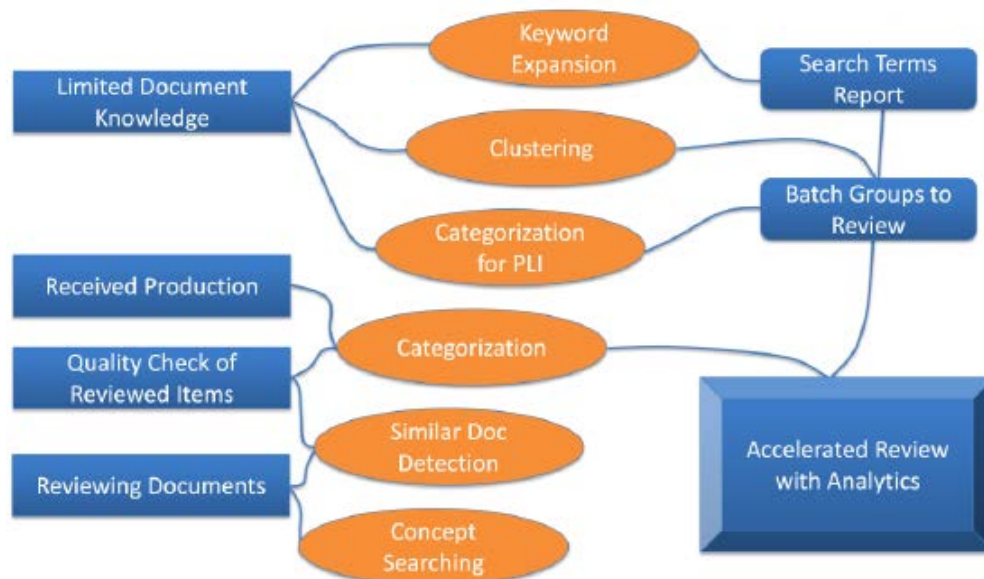 Keyword
Expansion
Limited Document
Knowledge
Search Terms
Report
Clustering
Batch Groups to
Review
Categorization
for PLI
Received Production
Categorization
Quality Check of
Reviewed Items
Similar Doc
Detection
Accelerated Review
with Analytics
Reviewing Documents
Concept
Searching